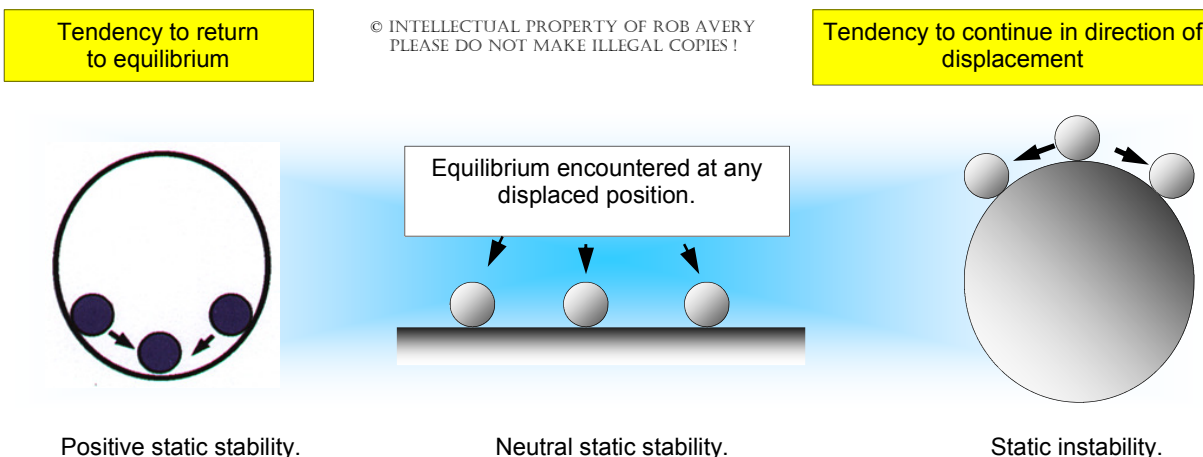 Tendency to return
to equilibrium
© INTELLECTUAL PROPERTY OF ROB AVERY
PLEASE DO NOT MAKE ILLEGAL COPIES !
Tendency to continue in direction of
displacement
Equilibrium encountered at any
displaced position.
Positive static stability.
Neutral static stability.
Static instability.